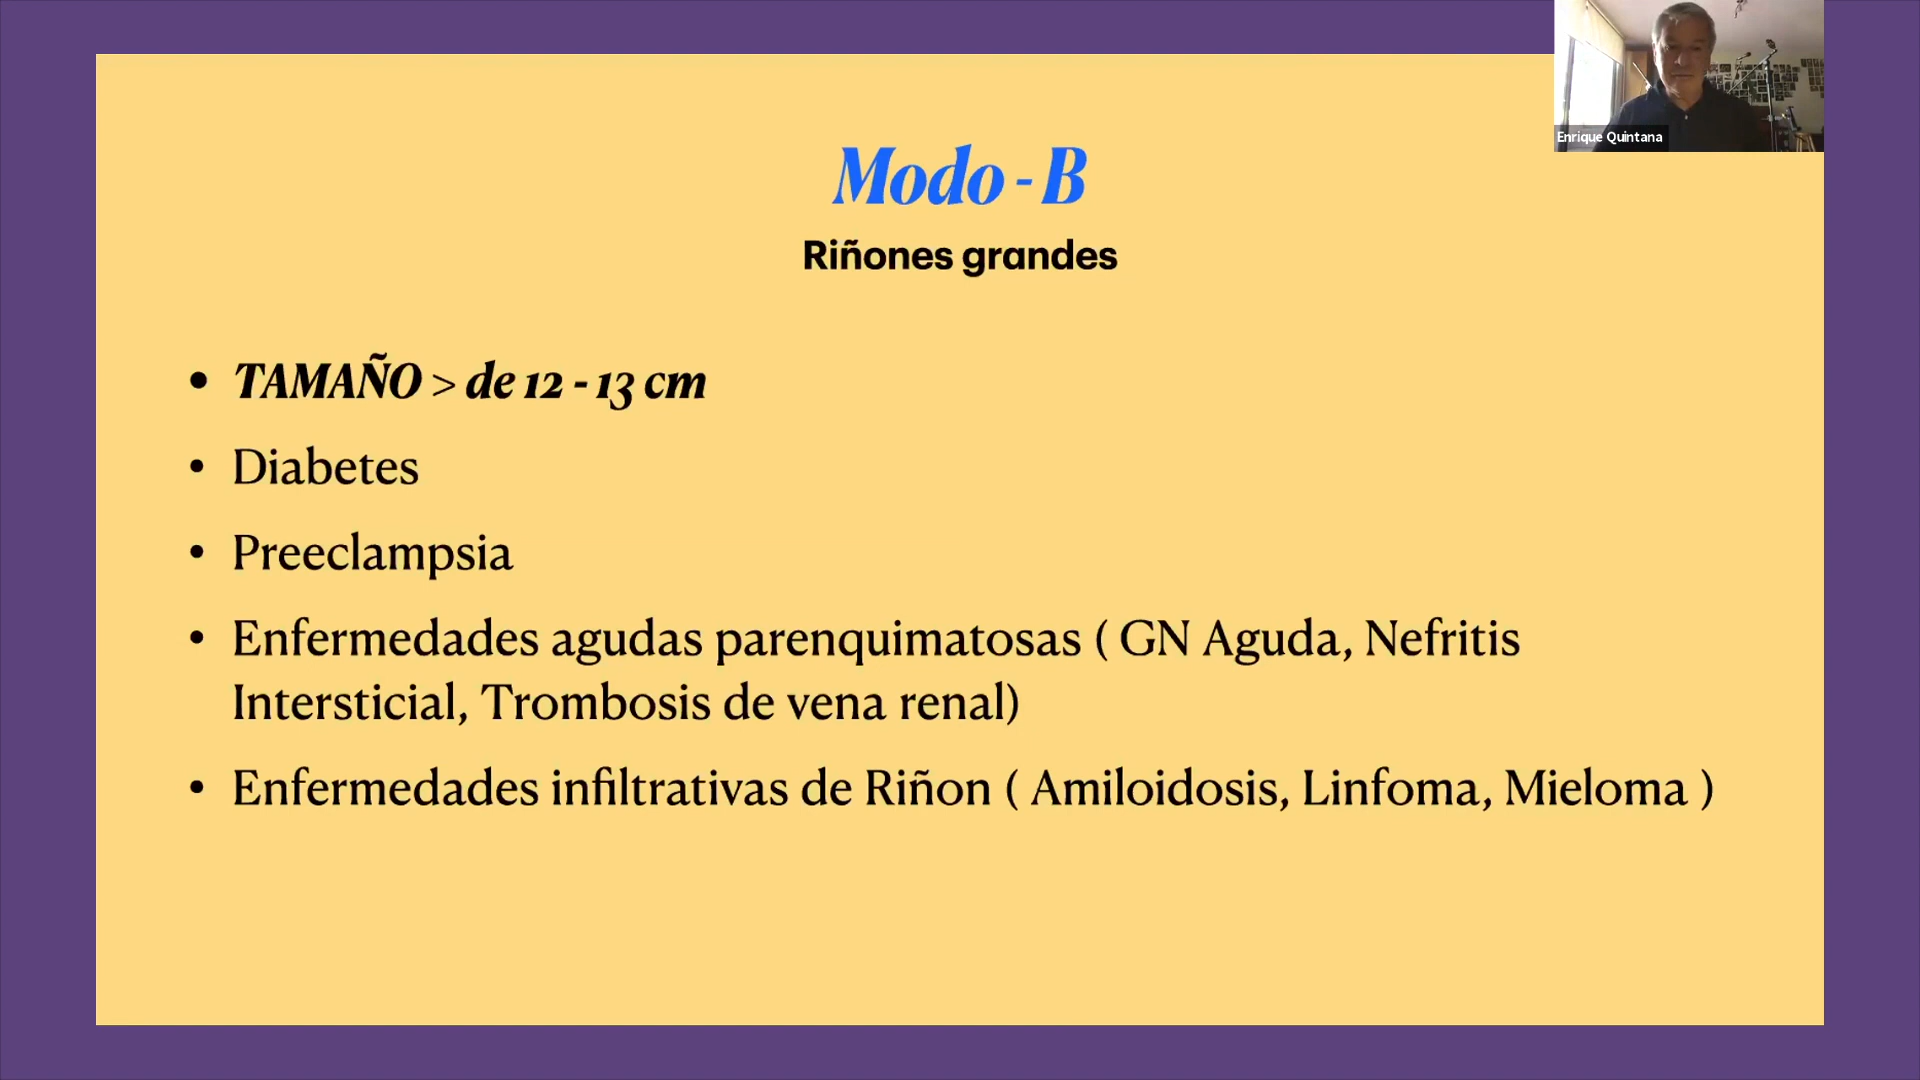 Enrique Quintana
Modo - B
Riñones grandes
• TAMAÑO > de 12 - 13 cm
• Diabetes
• Preeclampsia
• Enfermedades agudas parenquimatosas ( GN Aguda, Nefritis
Intersticial, Trombosis de vena renal)
• Enfermedades infiltrativas de Riñon ( Amiloidosis, Linfoma, Mieloma )